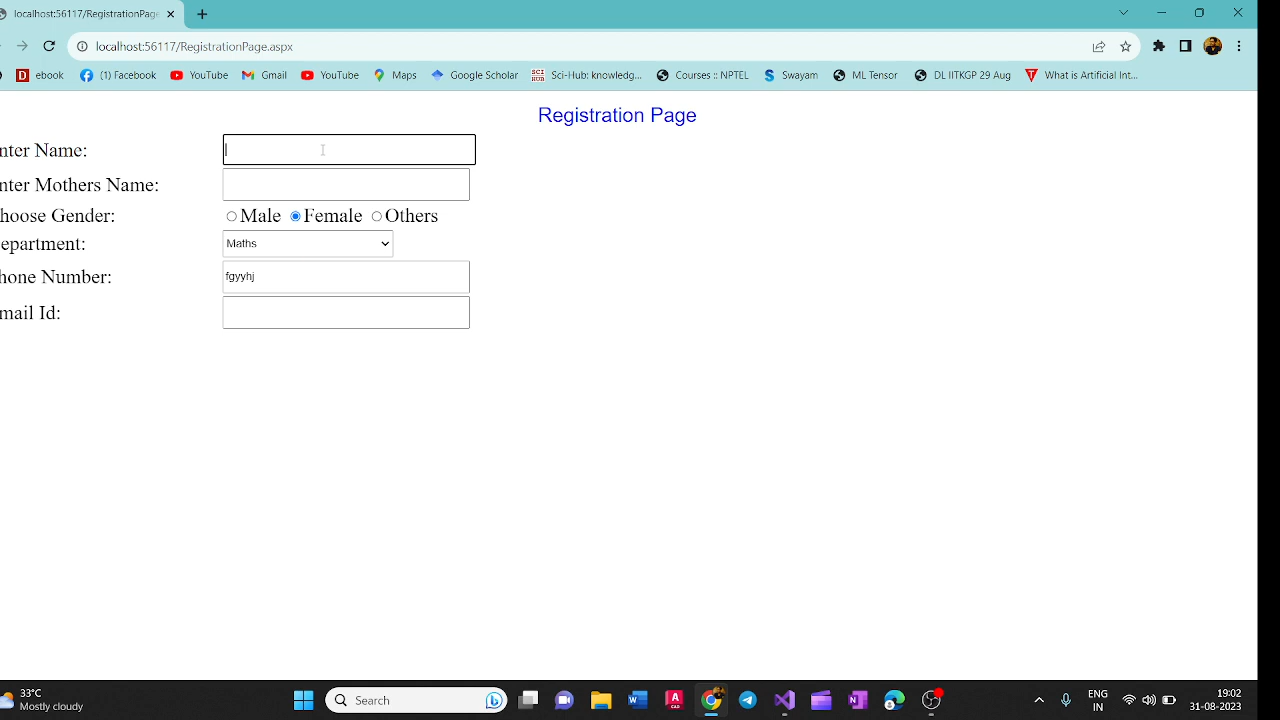 localhost:56117/RegistrationPage
localhost:56117/RegistrationPage.aspx
ebook (1) Facebook YouTube Gmail YouTube Maps Google Scholar Sci-Hub: knowledg... Courses :: NPTEL Swayam ML Tensor DL IITKGP 29 Aug What is Artificial Int...
Registration Page
nter Name:
nter Mothers Name:
hoose Gender: Male Female Others
epartment: Maths
hone Number: fgyyhj
mail Id:
33°C
Mostly cloudy
Search
ENG
IN
19:02
31-08-2023